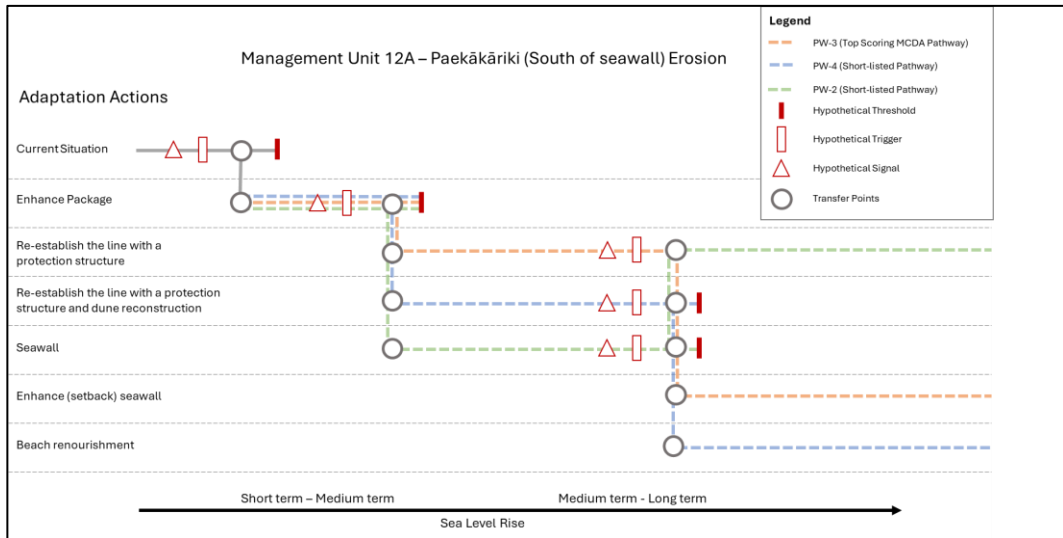 Management Unit 12A – Paekākāriki (South of seawall) Erosion
Legend
PW-3 (Top Scoring MCDA Pathway)
PW-4 (Short-listed Pathway)
PW-2 (Short-listed Pathway)
Hypothetical Threshold
Hypothetical Trigger
Hypothetical Signal
Transfer Points
Adaptation Actions
Current Situation
Enhance Package
Re-establish the line with a
protection structure
Re-establish the line with a protection
structure and dune reconstruction
Seawall
Enhance (setback) seawall
Beach renourishment
Short term – Medium term
Medium term - Long term
Sea Level Rise